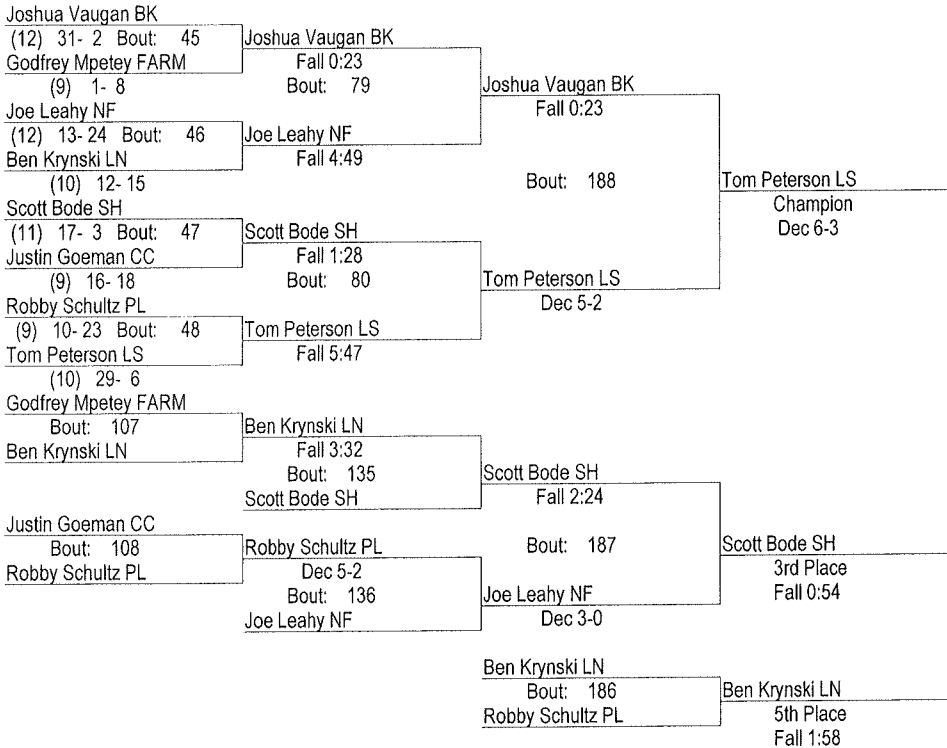 Joshua Vaugan BK
(12) 31- 2 Bout: 45
Godfrey Mpetey FARM
(9) 1- 8
Joe Leahy NF
(12) 13- 24 Bout: 46
Ben Krynski LN
(10) 12- 15
Scott Bode SH
(11) 17- 3 Bout: 47
Justin Goeman CC
(9) 16- 18
Robby Schultz PL
(9) 10- 23 Bout: 48
Tom Peterson LS
(10) 29- 6
Joshua Vaugan BK
Fall 0:23
Bout: 79
Joe Leahy NF
Fall 4:49
Scott Bode SH
Fall 1:28
Bout: 80
Tom Peterson LS
Fall 5:47
Joshua Vaugan BK
Fall 0:23
Bout: 188
Tom Peterson LS
Dec 5-2
Tom Peterson LS
Champion
Dec 6-3
Godfrey Mpetey FARM
Bout: 107
Ben Krynski LN
Justin Goeman CC
Bout: 108
Robby Schultz PL
Ben Krynski LN
Fall 3:32
Bout: 135
Scott Bode SH
Robby Schultz PL
Dec 5-2
Bout: 136
Joe Leahy NF
Scott Bode SH
Fall 2:24
Bout: 187
Joe Leahy NF
Dec 3-0
Scott Bode SH
3rd Place
Fall 0:54
Ben Krynski LN
Bout: 186
Robby Schultz PL
Ben Krynski LN
5th Place
Fall 1:58